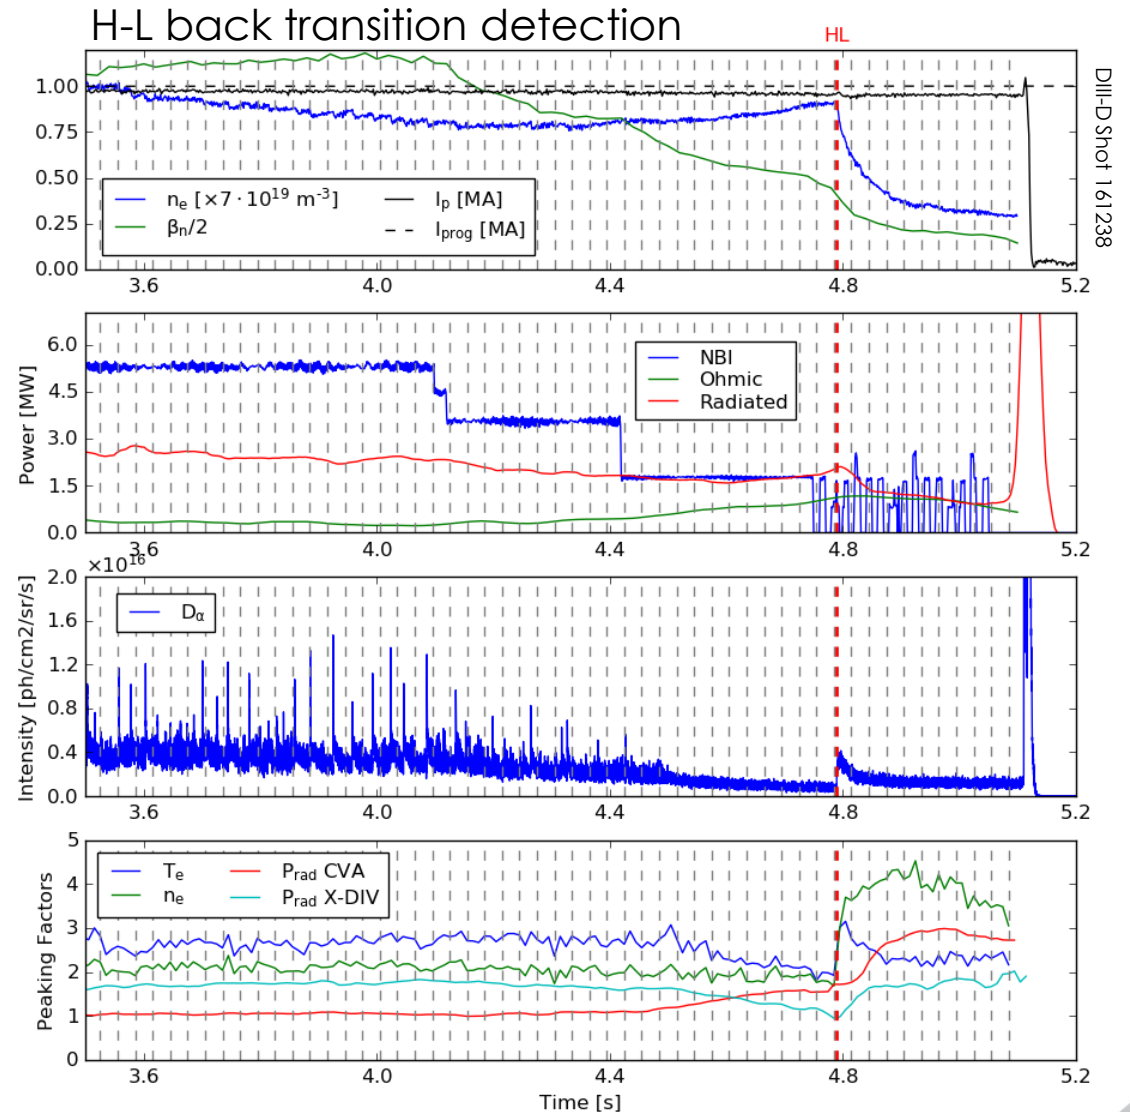 H-L back transition detection
HL
DIII-D Shot 161238
1.00
0.75
0.50
0.25
0.00
nₑ [×7·10¹⁹ m⁻³]
βₙ/2
Iₚ [MA]
I_prog [MA]
3.6 4.0 4.4 4.8 5.2
Power [MW]
6.0
4.5
3.0
1.5
0.0
NBI
Ohmic
Radiated
3.6 4.0 4.4 4.8 5.2
×10¹⁶
Intensity [ph/cm2/sr/s]
2.0
1.6
1.2
0.8
0.4
0.0
Dα
3.6 4.0 4.4 4.8 5.2
Peaking Factors
5
4
3
2
1
0
Tₑ
nₑ
P_rad CVA
P_rad X-DIV
3.6 4.0 4.4 4.8 5.2
Time [s]